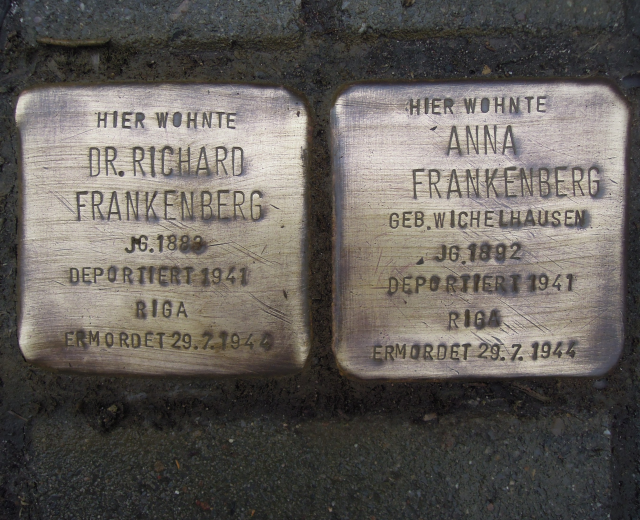 HIER WOHNTE
DR. RICHARD
FRANKENBERG
JG. 1889
DEPORTIERT 1941
RIGA
ERMORDET 29.7.1944
HIER WOHNTE
ANNA
FRANKENBERG
GEB. WICHELHAUSEN
JG. 1892
DEPORTIERT 1941
RIGA
ERMORDET 29.7.1944